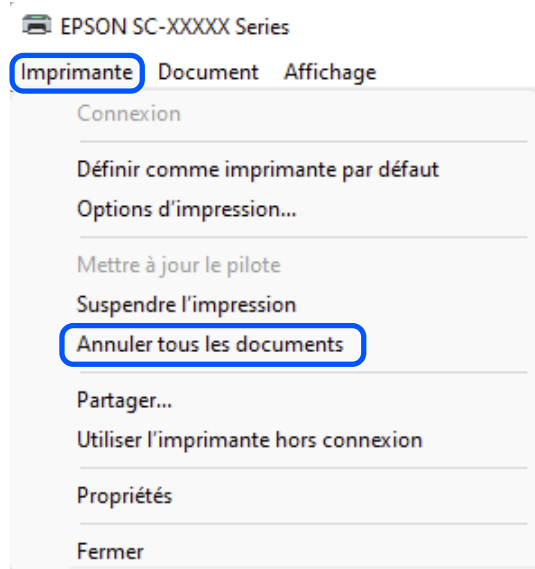 EPSON SC-XXXXX Series
Imprimante Document Affichage
Connexion
Définir comme imprimante par défaut
Options d'impression...
Mettre à jour le pilote
Suspendre l'impression
Annuler tous les documents
Partager...
Utiliser l'imprimante hors connexion
Propriétés
Fermer